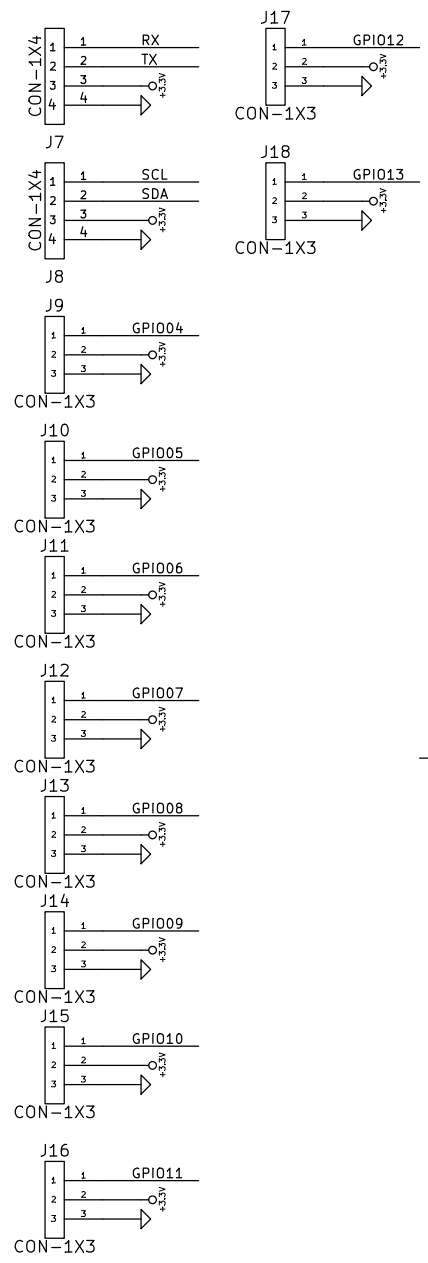 CON-1X4
1 1 RX
2 2 TX
3 3 +3.3V
4 4
J7
CON-1X4
1 1 SCL
2 2 SDA
3 3 +3.3V
4 4
J8
J9
1 1 GPIO04
2 2 +3.3V
3 3
CON-1X3
J10
1 1 GPIO05
2 2 +3.3V
3 3
CON-1X3
J11
1 1 GPIO06
2 2 +3.3V
3 3
CON-1X3
J12
1 1 GPIO07
2 2 +3.3V
3 3
CON-1X3
J13
1 1 GPIO08
2 2 +3.3V
3 3
CON-1X3
J14
1 1 GPIO09
2 2 +3.3V
3 3
CON-1X3
J15
1 1 GPIO10
2 2 +3.3V
3 3
CON-1X3
J16
1 1 GPIO11
2 2 +3.3V
3 3
CON-1X3
J17
1 1 GPIO12
2 2 +3.3V
3 3
CON-1X3
J18
1 1 GPIO13
2 2 +3.3V
3 3
CON-1X3